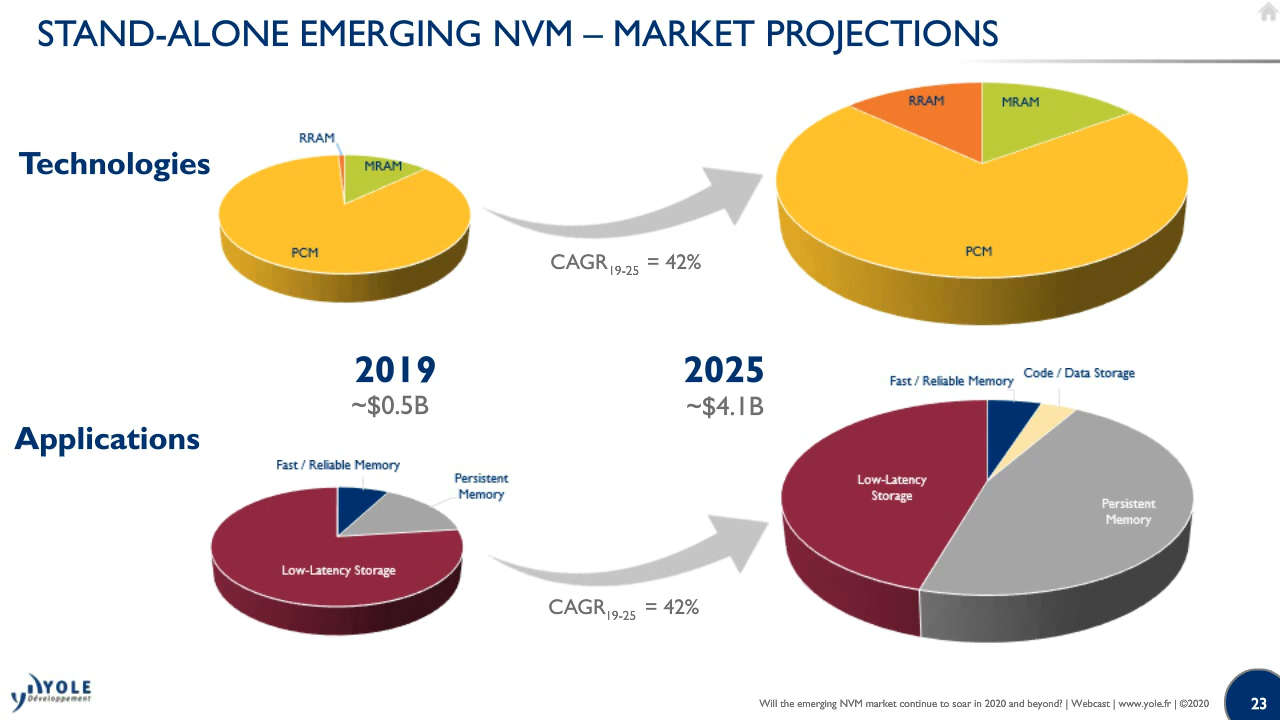 STAND-ALONE EMERGING NVM – MARKET PROJECTIONS
Technologies
RRAM
MRAM
PCM
CAGR19-25 = 42%
RRAM
MRAM
PCM
2019
~$0.5B
2025
~$4.1B
Applications
Fast / Reliable Memory
Persistent
Memory
Low-Latency Storage
CAGR19-25 = 42%
Fast / Reliable Memory
Code / Data Storage
Low-Latency
Storage
Persistent
Memory
YOLE
Développement
Will the emerging NVM market continue to soar in 2020 and beyond? | Webcast | www.yole.fr | ©2020
23